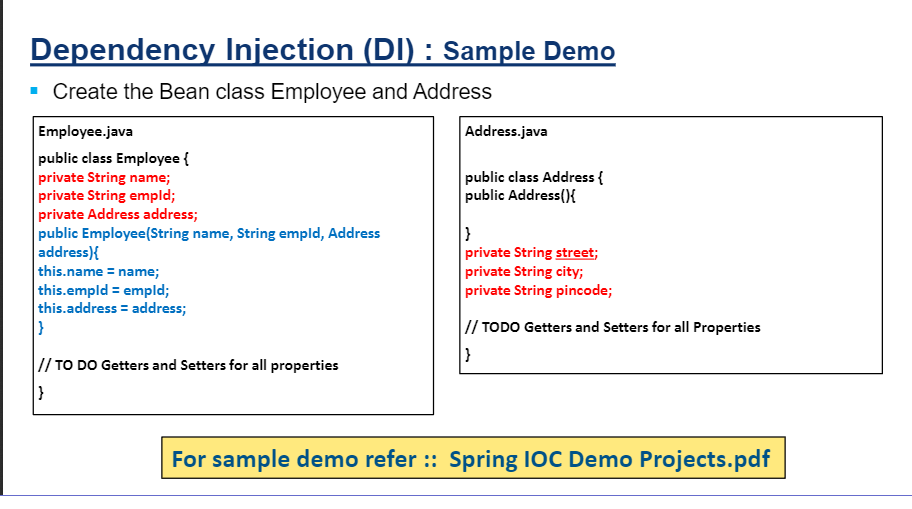 Dependency Injection (DI) : Sample Demo
Create the Bean class Employee and Address
Employee.java
public class Employee {
private String name;
private String empId;
private Address address;
public Employee(String name, String empId, Address
address){
this.name = name;
this.empId = empId;
this.address = address;
}
// TO DO Getters and Setters for all properties
}
Address.java
public class Address {
public Address(){
}
private String street;
private String city;
private String pincode;
// TODO Getters and Setters for all Properties
}
For sample demo refer :: Spring IOC Demo Projects.pdf